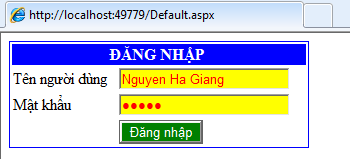 http://localhost:49779/Default.aspx
ĐĂNG NHẬP
Tên người dùng Nguyen Ha Giang
Mật khẩu ●●●●●
Đăng nhập